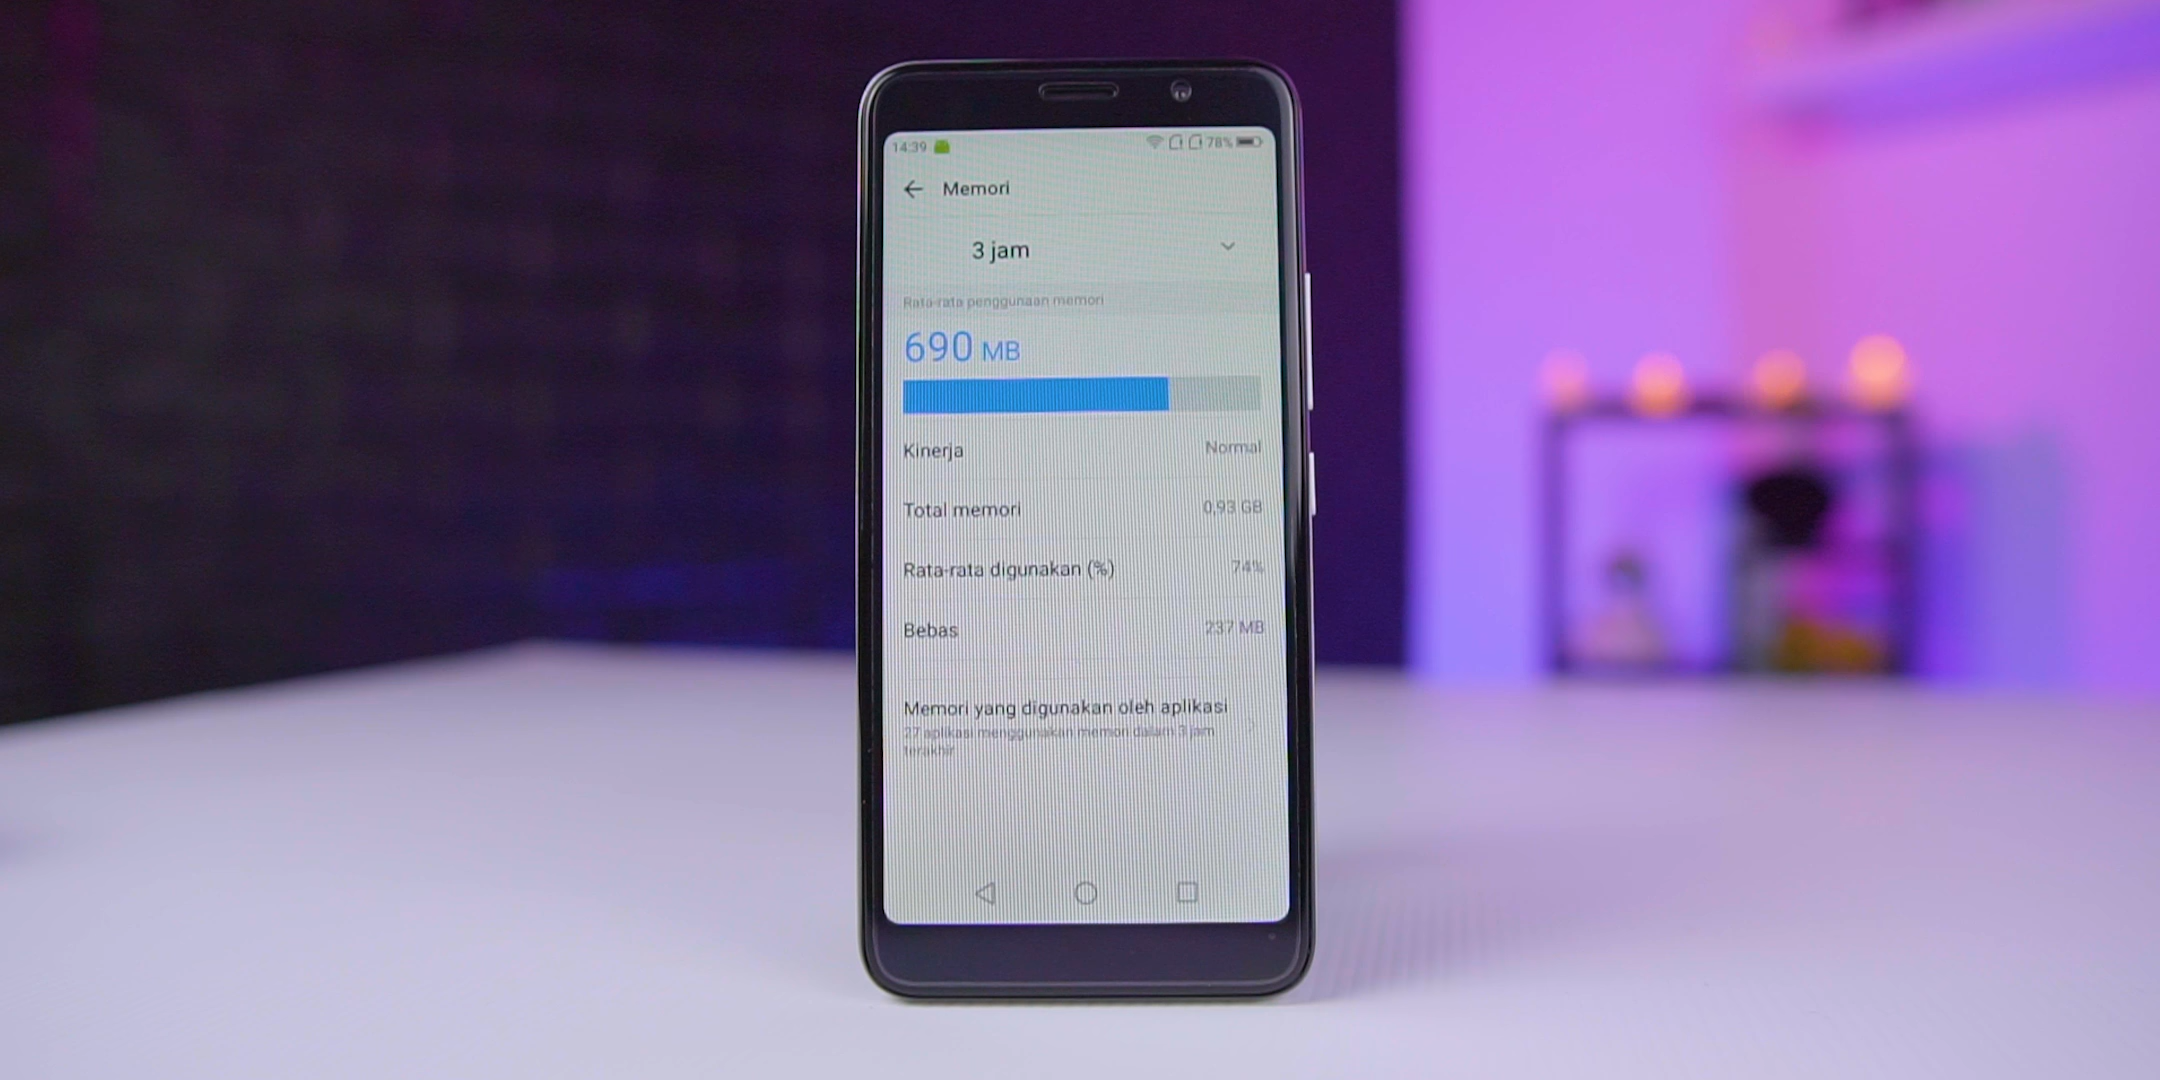 14:39 78%
Memori
3 jam
Rata-rata penggunaan memori
690 MB
Kinerja Normal
Total memori 0,93 GB
Rata-rata digunakan (%) 74%
Bebas 237 MB
Memori yang digunakan oleh aplikasi
27 aplikasi menggunakan memori dalam 3 jam
terakhir